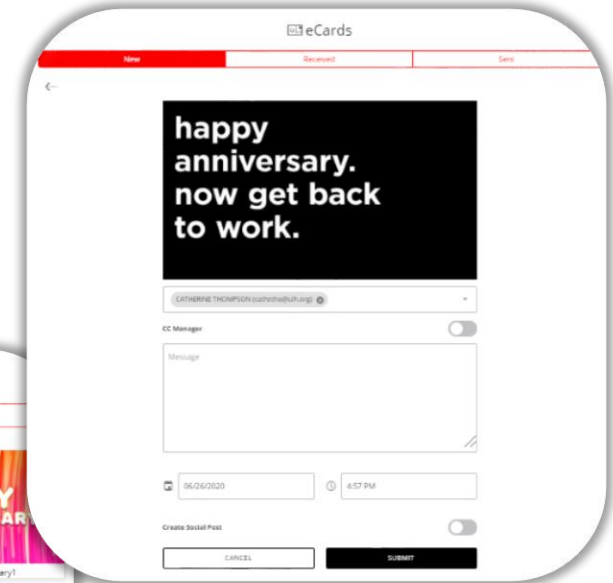 eCards
New Received Sent
happy
anniversary.
now get back
to work.
CATHERINE THOMPSON
CC Manager
Message
06/26/2020 4:57 PM
Create Social Post
CANCEL SUBMIT